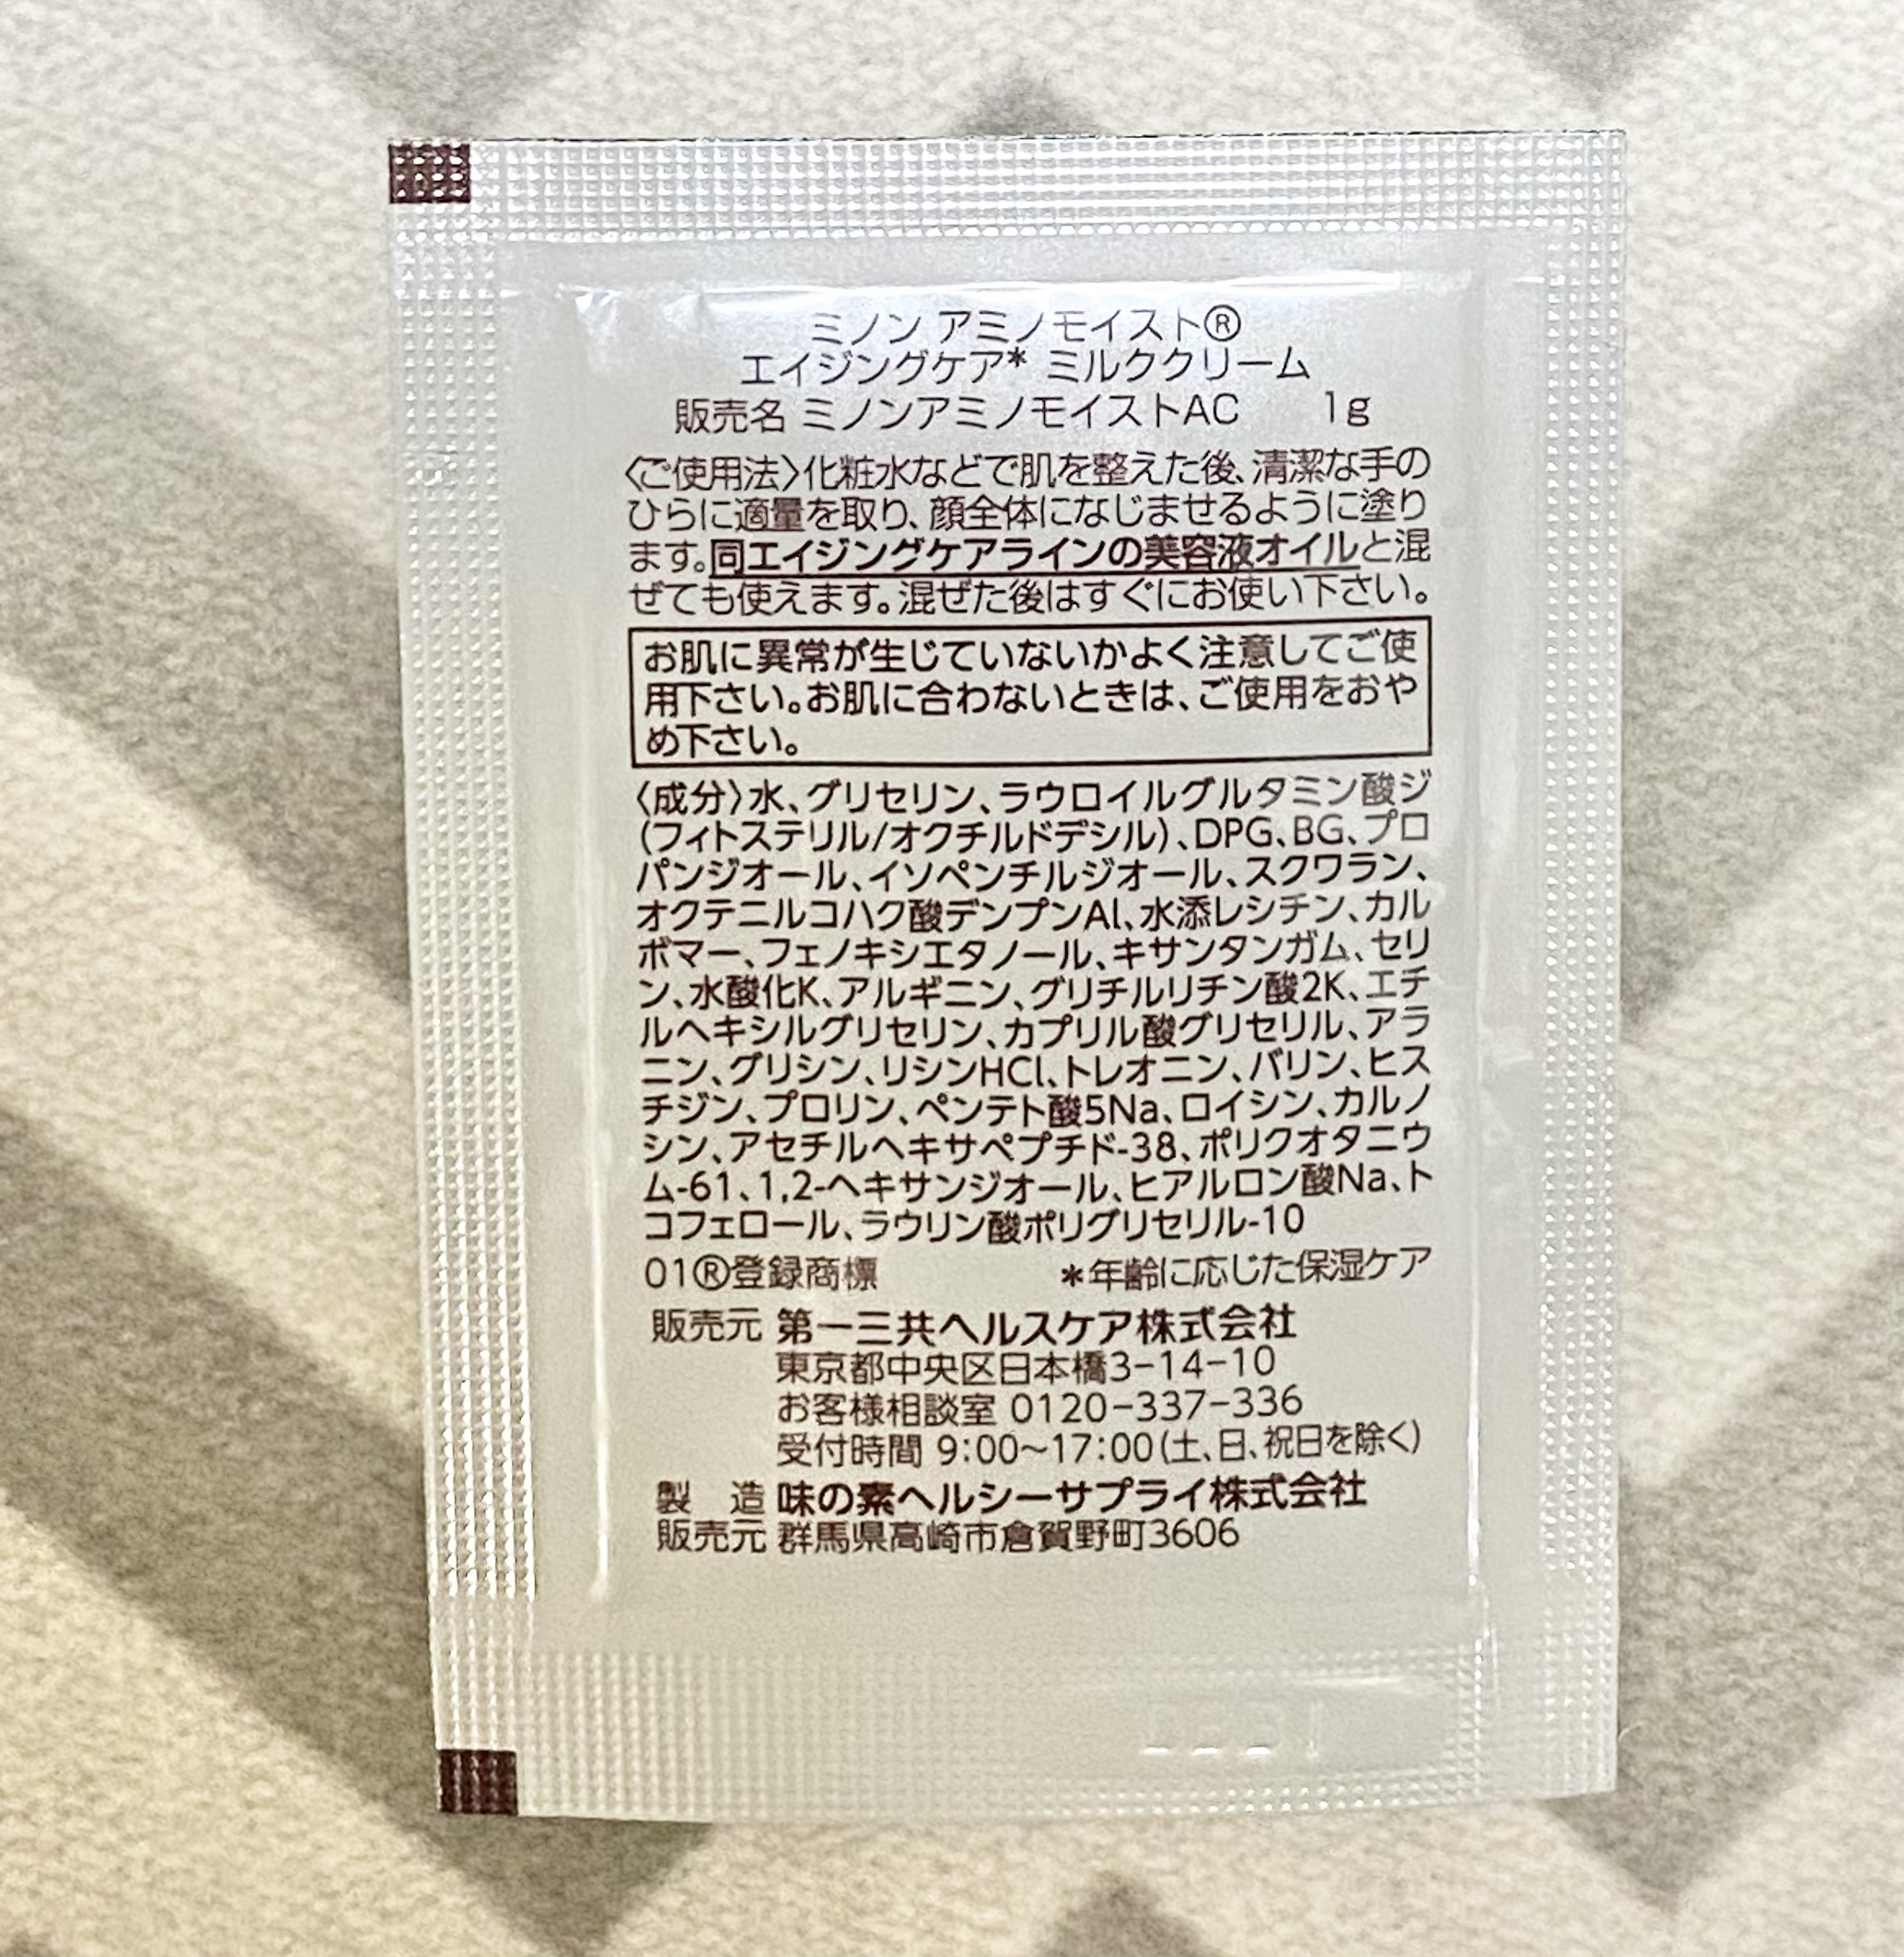 ミノン アミノモイスト®
エイジングケア* ミルククリーム
販売名 ミノンアミノモイストAC 1g
〈ご使用法〉化粧水などで肌を整えた後、清潔な手の
ひらに適量を取り、顔全体になじませるように塗り
ます。同エイジングケアラインの美容液オイルと混
ぜても使えます。混ぜた後はすぐにお使い下さい。
お肌に異常が生じていないかよく注意してご使
用下さい。お肌に合わないときは、ご使用をおや
め下さい。
〈成分〉水、グリセリン、ラウロイルグルタミン酸ジ
(フィトステリル/オクチルドデシル)、DPG、BG、プロ
パンジオール、イソペンチルジオール、スクワラン、
オクテニルコハク酸デンプンAl、水添レシチン、カル
ボマー、フェノキシエタノール、キサンタンガム、セリ
ン、水酸化K、アルギニン、グリチルリチン酸2K、エチ
ルヘキシルグリセリン、カプリル酸グリセリル、アラ
ニン、グリシン、リシンHCl、トレオニン、バリン、ヒス
チジン、プロリン、ペンテト酸5Na、ロイシン、カルノ
シン、アセチルヘキサペプチド-38、ポリクオタニウ
ム-61、1,2-ヘキサンジオール、ヒアルロン酸Na、ト
コフェロール、ラウリン酸ポリグリセリル-10
01®登録商標 *年齢に応じた保湿ケア
販売元 第一三共ヘルスケア株式会社
東京都中央区日本橋3-14-10
お客様相談室 0120-337-336
受付時間 9:00〜17:00(土、日、祝日を除く)
製 造 味の素ヘルシーサプライ株式会社
販売元 群馬県高崎市倉賀野町3606